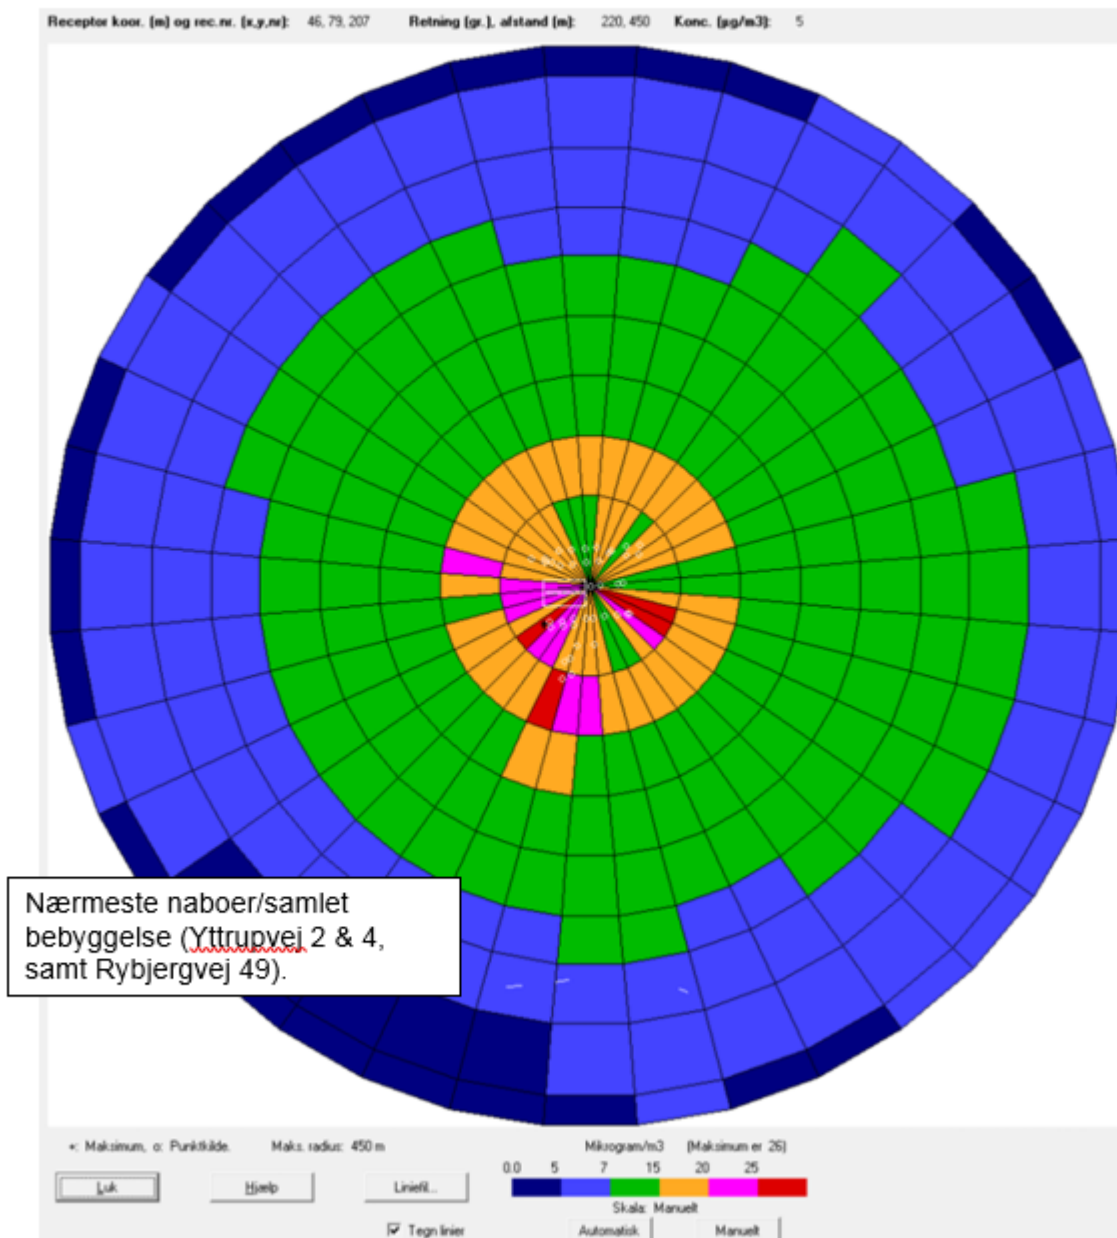 Receptor koor. (m) og rec.nr. (x,y,nr): 46, 79, 207 Retning (gr.), afstand (m): 220, 450 Konc. (µg/m3): 5
Nærmeste naboer/samlet
bebyggelse (Yttrupvej 2 & 4,
samt Rybjergvej 49).
+: Maksimum, o: Punktkilde. Maks. radius: 450 m Mikrogram/m3 (Maksimum er 26)
0.0 5 7 15 20 25
Luk Hjælp Liniefil...
Skala: Manuelt
Tegn linier Automatisk Manuelt